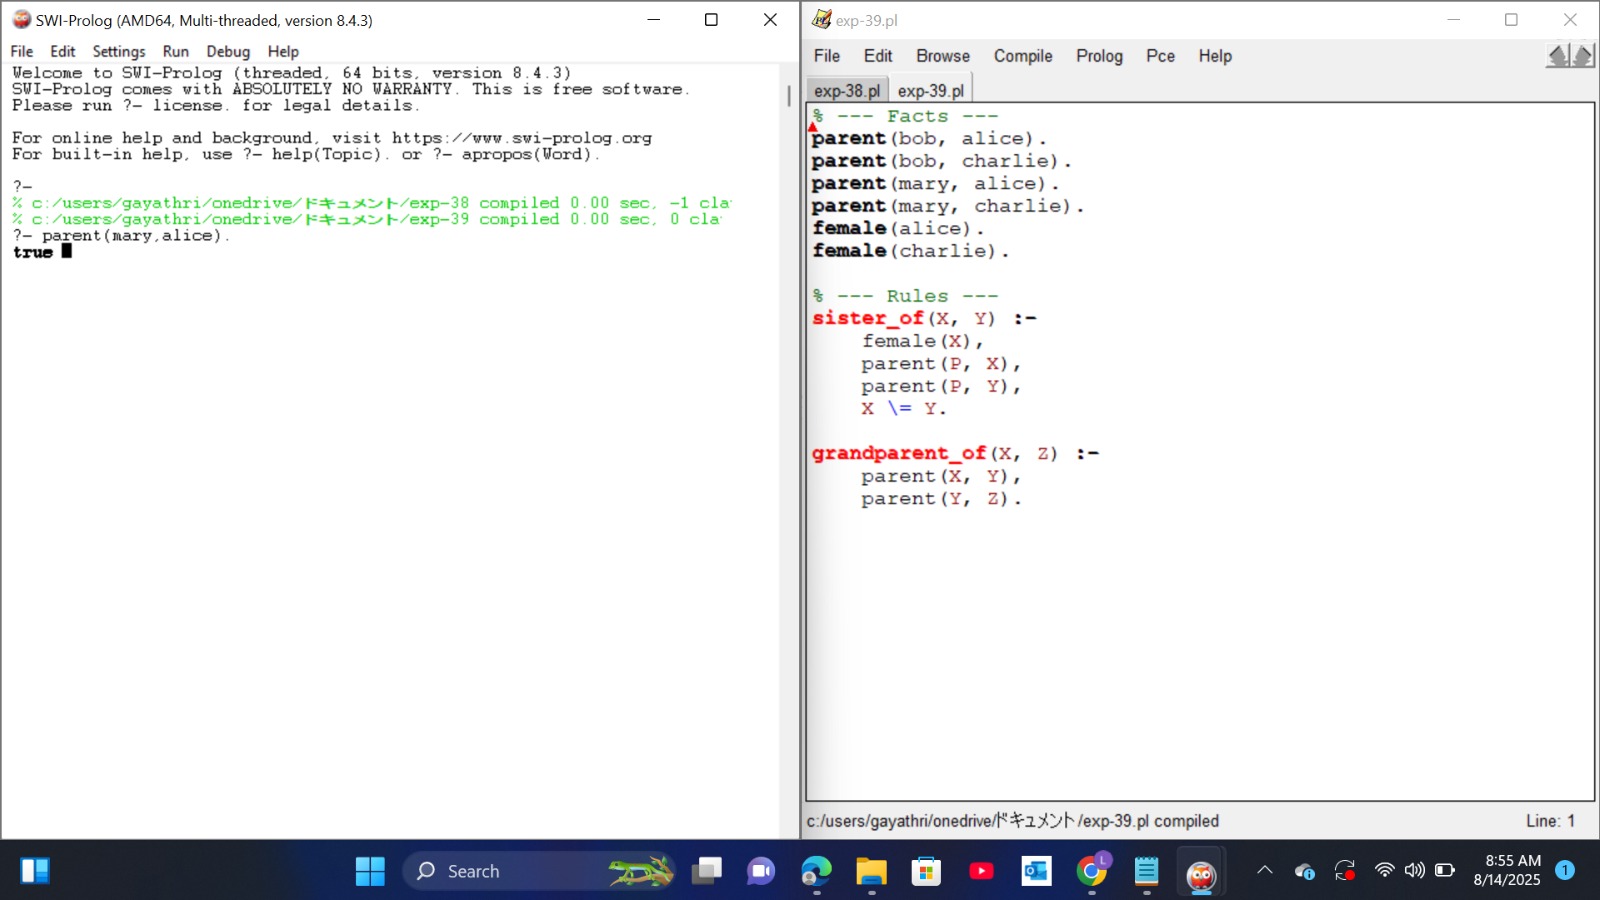 SWI-Prolog (AMD64, Multi-threaded, version 8.4.3)
File Edit Settings Run Debug Help
Welcome to SWI-Prolog (threaded, 64 bits, version 8.4.3)
SWI-Prolog comes with ABSOLUTELY NO WARRANTY. This is free software.
Please run ?- license. for legal details.
For online help and background, visit https://www.swi-prolog.org
For built-in help, use ?- help(Topic). or ?- apropos(Word).
?-
% c:/users/gayathri/onedrive/ドキュメント/exp-38 compiled 0.00 sec, -1 cla
% c:/users/gayathri/onedrive/ドキュメント/exp-39 compiled 0.00 sec, 0 cla
?- parent(mary,alice).
true
exp-39.pl
File Edit Browse Compile Prolog Pce Help
exp-38.pl exp-39.pl
% --- Facts ---
parent(bob, alice).
parent(bob, charlie).
parent(mary, alice).
parent(mary, charlie).
female(alice).
female(charlie).
% --- Rules ---
sister_of(X, Y) :-
female(X),
parent(P, X),
parent(P, Y),
X \= Y.
grandparent_of(X, Z) :-
parent(X, Y),
parent(Y, Z).
c:/users/gayathri/onedrive/ドキュメント/exp-39.pl compiled
Line: 1
Search
L
8:55 AM
8/14/2025
1